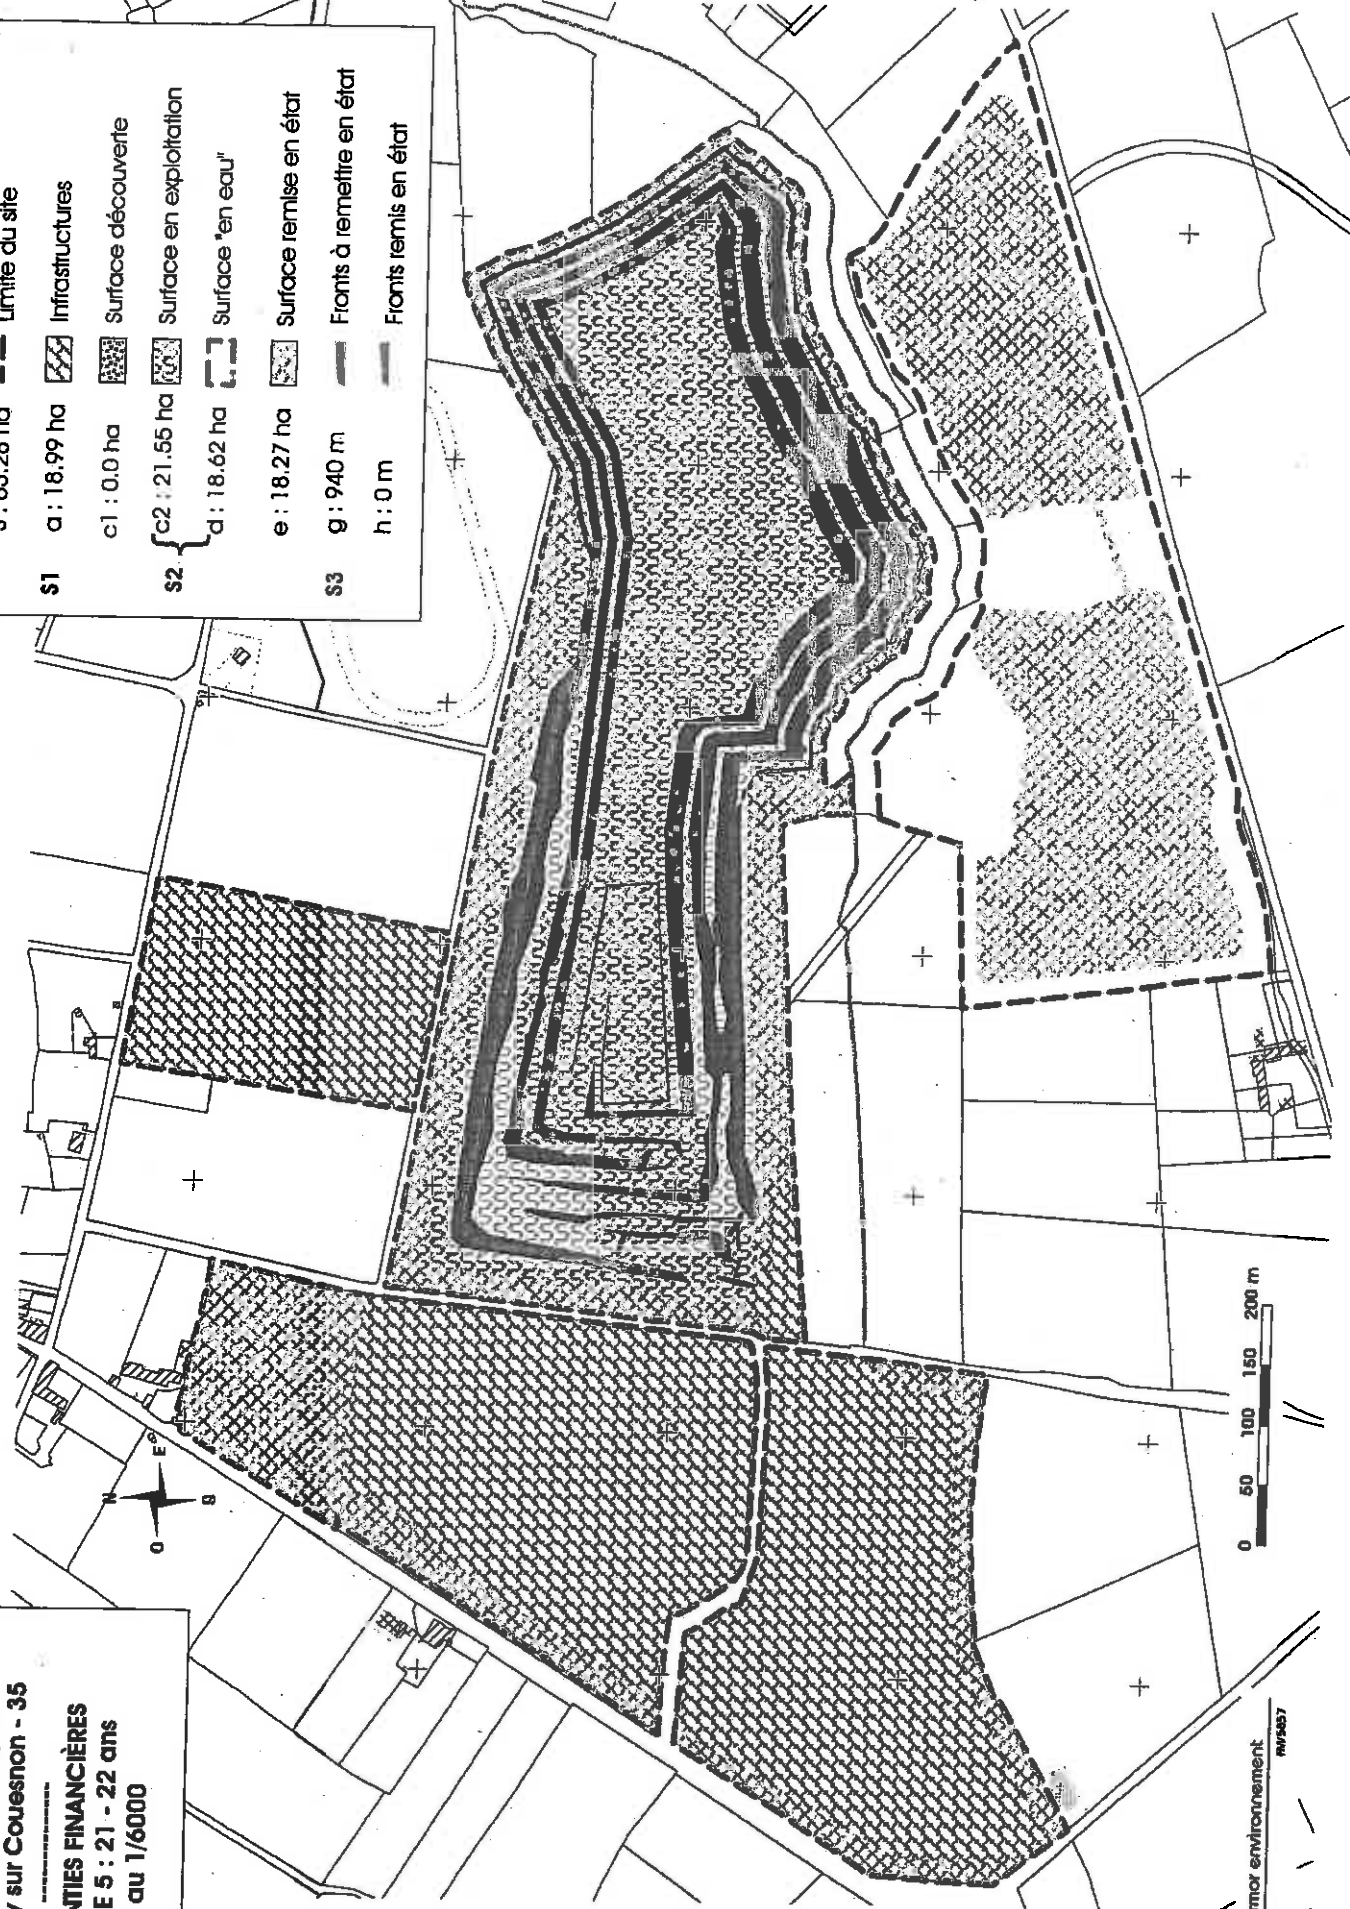 sur Couesnon - 35
FINANCIÈRES
5 : 21 - 22 ans
au 1/6000
Limite du site
S1
a : 18.99 ha
Infrastructures
c1 : 0.0 ha
Surface découverte
S2
c2 : 21.55 ha
Surface en exploitation
d : 18.62 ha
Surface "en eau"
e : 18.27 ha
Surface remise en état
S3
g : 940 m
Fronts à remettre en état
h : 0 m
Fronts remis en état
N
O
E
S
0 50 100 150 200 m
environnement